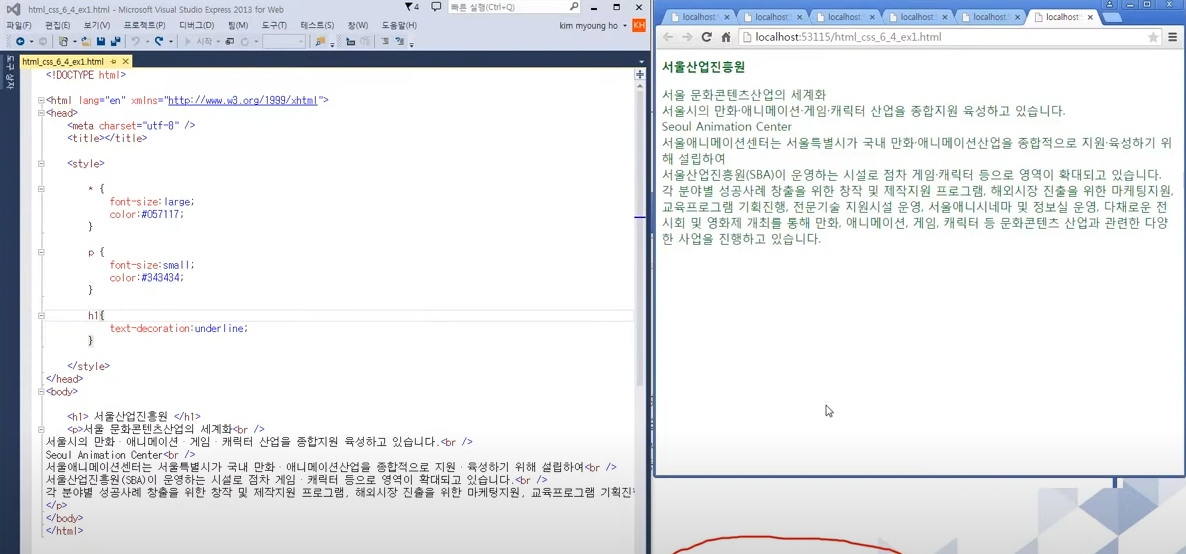 html_css_6_4_ex1.html - Microsoft Visual Studio Express 2013 for Web
4
빠른 실행(Ctrl+Q)
파일(F) 편집(E) 보기(V) 프로젝트(P) 디버그(D) 팀(M) 도구(T) 테스트(S) 창(W) 도움말(H)
kim myoung ho
KH
시작
도구 상자
html_css_6_4_ex1.html
<!DOCTYPE html>
<html lang="en" xmlns="http://www.w3.org/1999/xhtml">
<head>
<meta charset="utf-8" />
<title></title>
<style>
* {
font-size:large;
color:#057117;
}
p {
font-size:small;
color:#343434;
}
h1{
text-decoration:underline;
}
</style>
</head>
<body>
<h1> 서울산업진흥원 </h1>
<p>서울 문화콘텐츠산업의 세계화<br />
서울시의 만화ㆍ애니메이션ㆍ게임ㆍ캐릭터 산업을 종합지원 육성하고 있습니다.<br />
Seoul Animation Center<br />
서울애니메이션센터는 서울특별시가 국내 만화ㆍ애니메이션산업을 종합적으로 지원ㆍ육성하기 위해 설립하여<br />
서울산업진흥원(SBA)이 운영하는 시설로 점차 게임ㆍ캐릭터 등으로 영역이 확대되고 있습니다.<br />
각 분야별 성공사례 창출을 위한 창작 및 제작지원 프로그램, 해외시장 진출을 위한 마케팅지원, 교육프로그램 기획진행
</p>
</body>
</html>
localhost: localhost: localhost: localhost: localhost: localhost:
localhost:53115/html_css_6_4_ex1.html
서울산업진흥원
서울 문화콘텐츠산업의 세계화
서울시의 만화·애니메이션·게임·캐릭터 산업을 종합지원 육성하고 있습니다.
Seoul Animation Center
서울애니메이션센터는 서울특별시가 국내 만화·애니메이션산업을 종합적으로 지원·육성하기 위
해 설립하여
서울산업진흥원(SBA)이 운영하는 시설로 점차 게임·캐릭터 등으로 영역이 확대되고 있습니다.
각 분야별 성공사례 창출을 위한 창작 및 제작지원 프로그램, 해외시장 진출을 위한 마케팅지원,
교육프로그램 기획진행, 전문기술 지원시설 운영, 서울애니시네마 및 정보실 운영, 다채로운 전
시회 및 영화제 개최를 통해 만화, 애니메이션, 게임, 캐릭터 등 문화콘텐츠 산업과 관련한 다양
한 사업을 진행하고 있습니다.